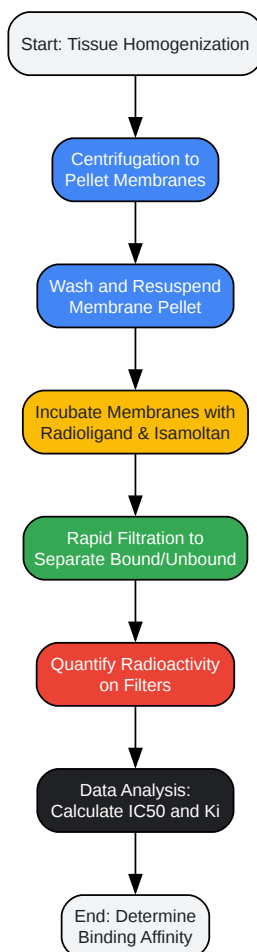 Start: Tissue Homogenization
Centrifugation to
Pellet Membranes
Wash and Resuspend
Membrane Pellet
Incubate Membranes with
Radioligand & Isamoltan
Rapid Filtration to
Separate Bound/Unbound
Quantify Radioactivity
on Filters
Data Analysis:
Calculate IC50 and Ki
End: Determine
Binding Affinity